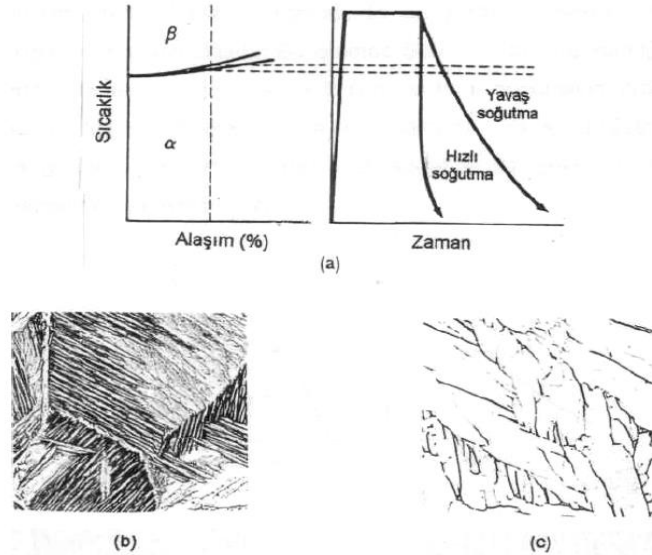 β
Sıcaklık
α
Yavaş
soğutma
Hızlı
soğutma
Alaşım (%)
Zaman
(a)
(b)
(c)